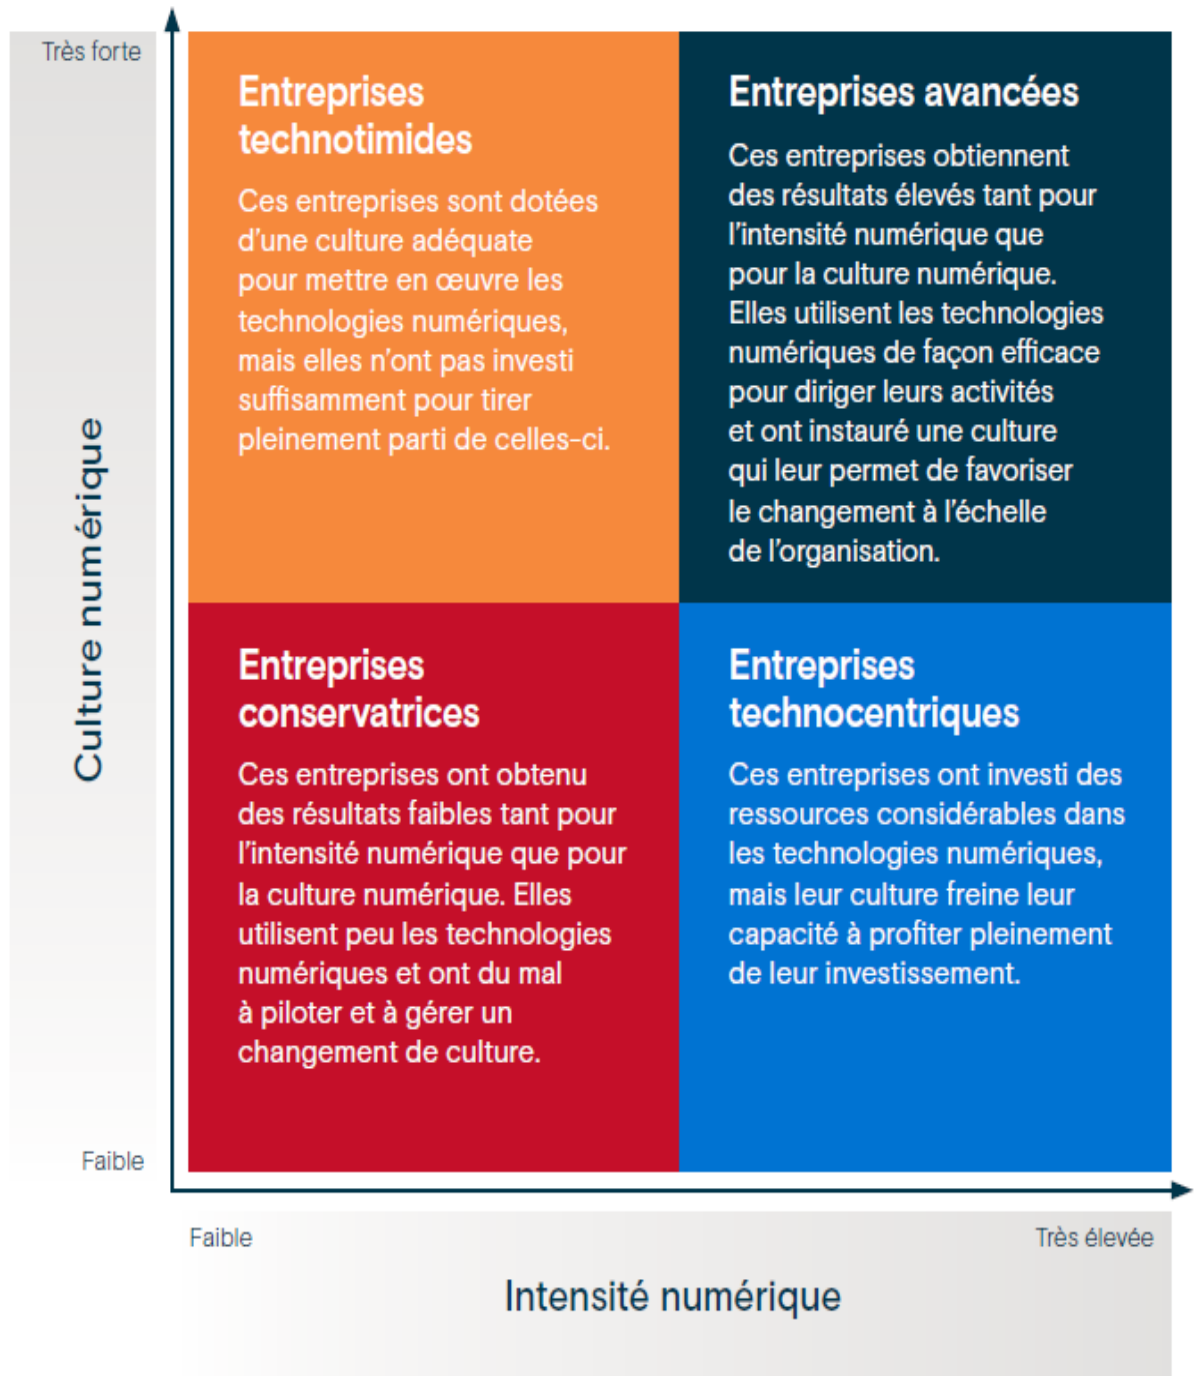 Très forte
Culture numérique
Faible
Entreprises
technotimides
Ces entreprises sont dotées
d'une culture adéquate
pour mettre en œuvre les
technologies numériques,
mais elles n'ont pas investi
suffisamment pour tirer
pleinement parti de celles-ci.
Entreprises avancées
Ces entreprises obtiennent
des résultats élevés tant pour
l'intensité numérique que
pour la culture numérique.
Elles utilisent les technologies
numériques de façon efficace
pour diriger leurs activités
et ont instauré une culture
qui leur permet de favoriser
le changement à l'échelle
de l'organisation.
Entreprises
conservatrices
Ces entreprises ont obtenu
des résultats faibles tant pour
l'intensité numérique que pour
la culture numérique. Elles
utilisent peu les technologies
numériques et ont du mal
à piloter et à gérer un
changement de culture.
Entreprises
technocentriques
Ces entreprises ont investi des
ressources considérables dans
les technologies numériques,
mais leur culture freine leur
capacité à profiter pleinement
de leur investissement.
Faible
Très élevée
Intensité numérique